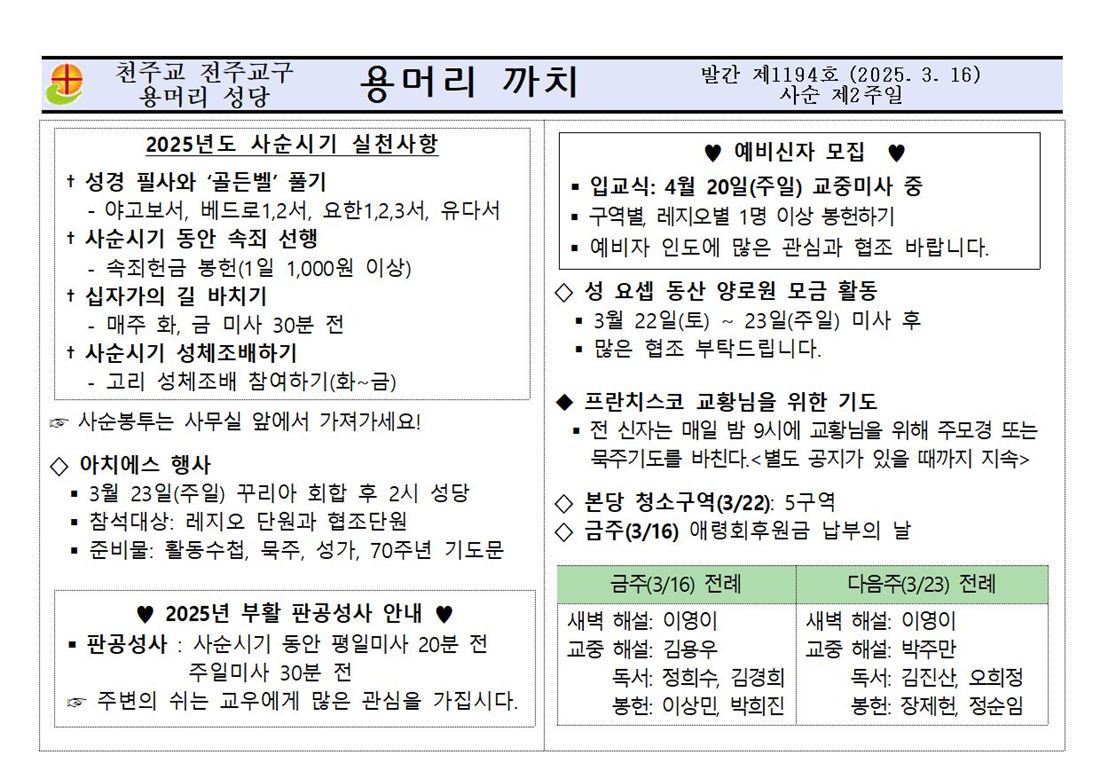 천주교 전주교구
용머리 성당
용머리 까치
발간 제1194호 (2025. 3. 16)
사순 제2주일
2025년도 사순시기 실천사항
† 성경 필사와 ‘골든벨’ 풀기
- 야고보서, 베드로1,2서, 요한1,2,3서, 유다서
† 사순시기 동안 속죄 선행
- 속죄헌금 봉헌(1일 1,000원 이상)
† 십자가의 길 바치기
- 매주 화, 금 미사 30분 전
† 사순시기 성체조배하기
- 고리 성체조배 참여하기(화~금)
☞ 사순봉투는 사무실 앞에서 가져가세요!
◇ 아치에스 행사
▪ 3월 23일(주일) 꾸리아 회합 후 2시 성당
▪ 참석대상: 레지오 단원과 협조단원
▪ 준비물: 활동수첩, 묵주, 성가, 70주년 기도문
♥ 2025년 부활 판공성사 안내 ♥
▪ 판공성사 : 사순시기 동안 평일미사 20분 전
주일미사 30분 전
☞ 주변의 쉬는 교우에게 많은 관심을 가집시다.
♥ 예비신자 모집 ♥
▪ 입교식: 4월 20일(주일) 교중미사 중
▪ 구역별, 레지오별 1명 이상 봉헌하기
▪ 예비자 인도에 많은 관심과 협조 바랍니다.
◇ 성 요셉 동산 양로원 모금 활동
▪ 3월 22일(토) ~ 23일(주일) 미사 후
▪ 많은 협조 부탁드립니다.
◆ 프란치스코 교황님을 위한 기도
▪ 전 신자는 매일 밤 9시에 교황님을 위해 주모경 또는
묵주기도를 바친다.<별도 공지가 있을 때까지 지속>
◇ 본당 청소구역(3/22): 5구역
◇ 금주(3/16) 애령회후원금 납부의 날
금주(3/16) 전례
새벽 해설: 이영이
교중 해설: 김용우
독서: 정희수, 김경희
봉헌: 이상민, 박희진
다음주(3/23) 전례
새벽 해설: 이영이
교중 해설: 박주만
독서: 김진산, 오희정
봉헌: 장제헌, 정순임